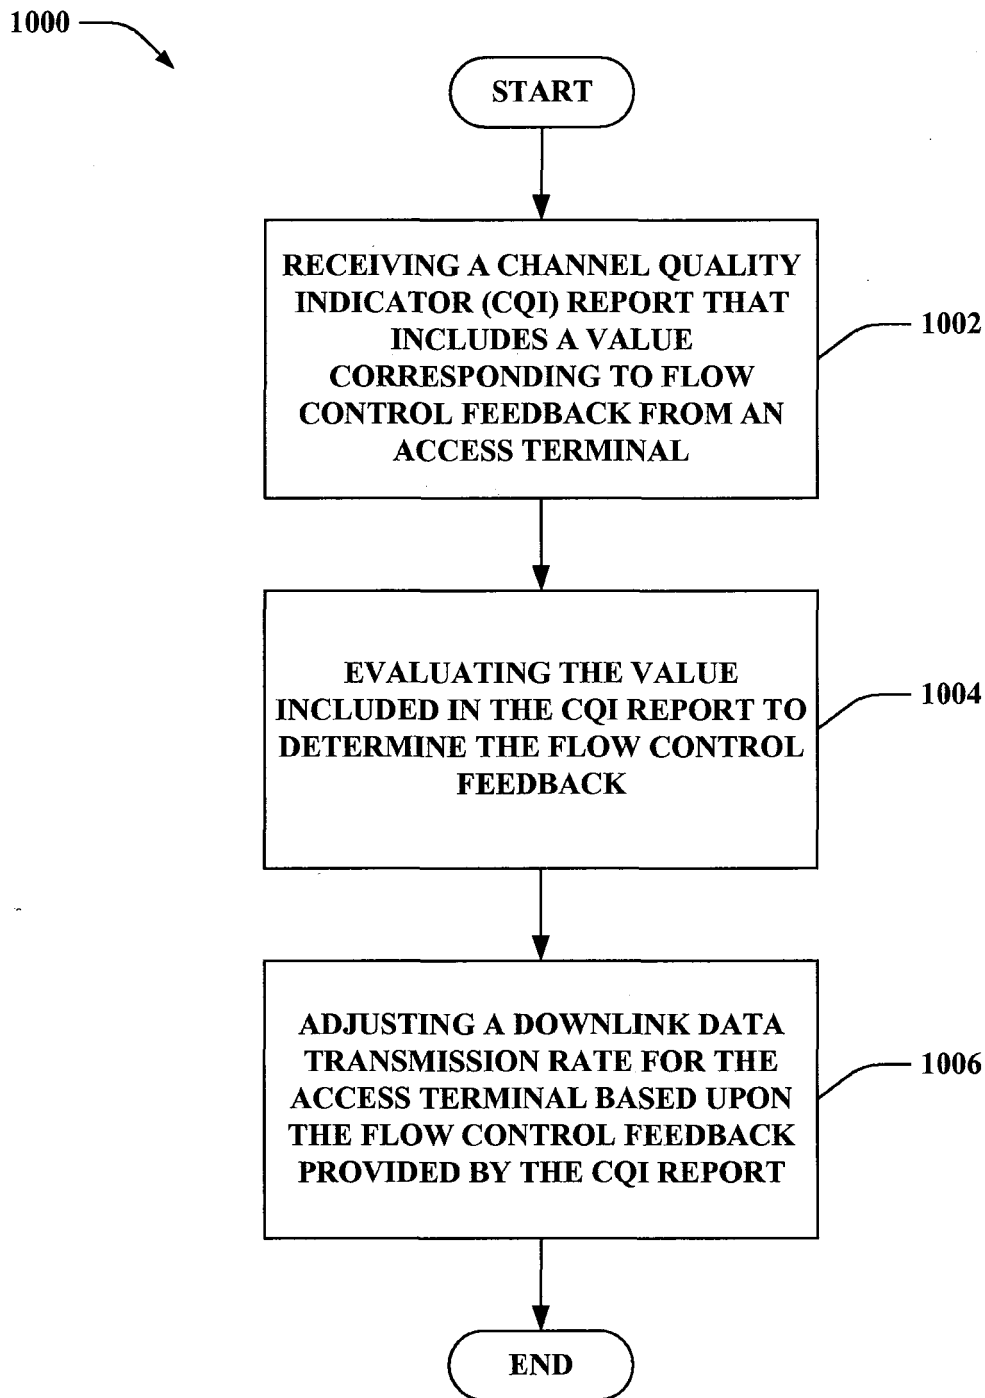 1000
START
RECEIVING A CHANNEL QUALITY
INDICATOR (CQI) REPORT THAT
INCLUDES A VALUE
CORRESPONDING TO FLOW
CONTROL FEEDBACK FROM AN
ACCESS TERMINAL
1002
EVALUATING THE VALUE
INCLUDED IN THE CQI REPORT TO
DETERMINE THE FLOW CONTROL
FEEDBACK
1004
ADJUSTING A DOWNLINK DATA
TRANSMISSION RATE FOR THE
ACCESS TERMINAL BASED UPON
THE FLOW CONTROL FEEDBACK
PROVIDED BY THE CQI REPORT
1006
END